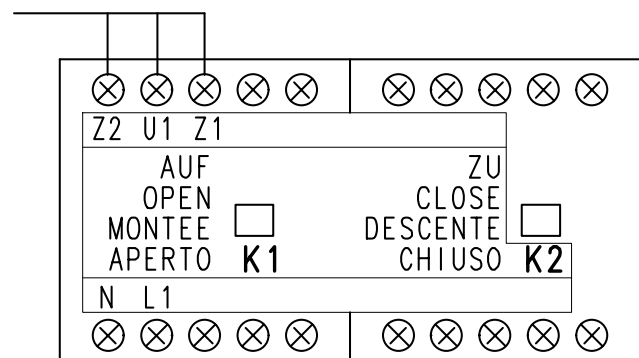 Z2 U1 Z1
AUF ZU
OPEN CLOSE
MONTEE DESCENTE
APERTO K1 CHIUSO K2
N L1